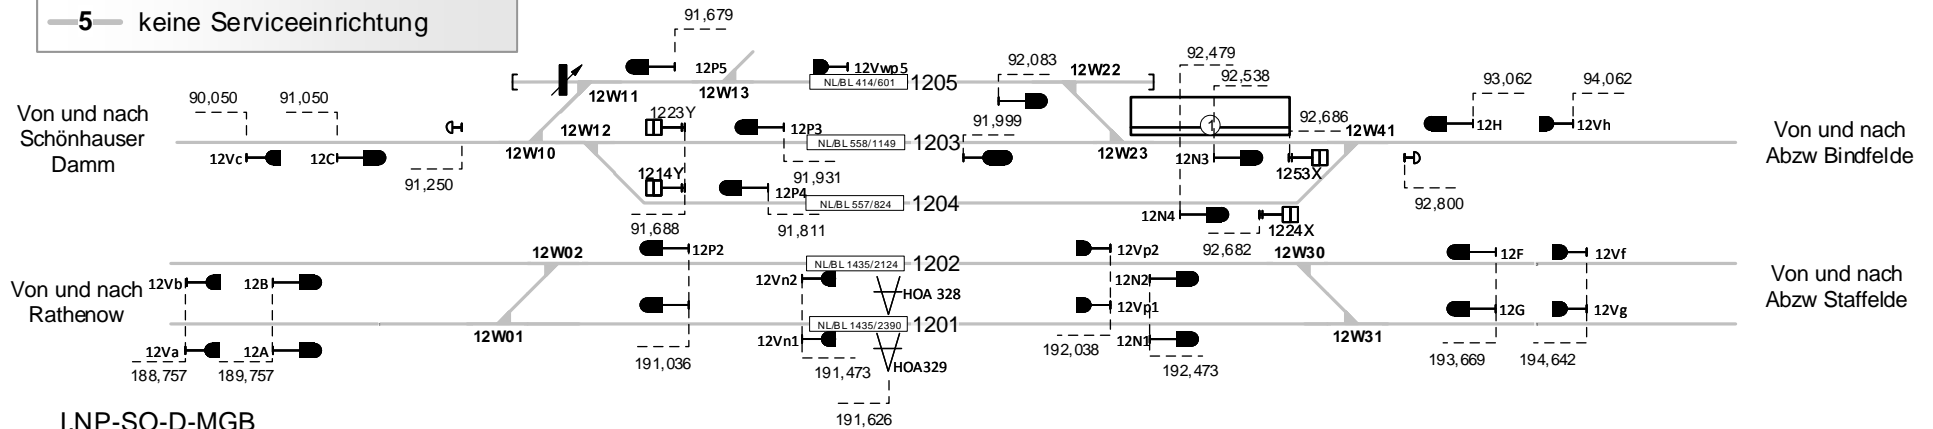 5 keine Serviceeinrichtung
91,679
12P5
12Vwp5
NL/BL 414/601
1205
92,083
12W22
92,479
92,538
93,062
94,062
90,050
91,050
12W11
12W13
1223Y
91,999
92,686
12W41
12H
12Vh
Von und nach
Schönhauser
Damm
12W12
12P3
NL/BL 558/1149
1203
1
Von und nach
Abzw Bindfelde
12Vc
12C
12W10
12W23
12N3
1253X
91,250
1214Y
91,931
12P4
NL/BL 557/824
1204
92,800
91,688
91,811
12N4
92,682
1224X
12W02
12P2
NL/BL 1435/2124
1202
12Vp2
12W30
12F
12Vf
Von und nach
Rathenow
12Vb
12B
12Vn2
HOA 328
12N2
Von und nach
Abzw Staffelde
12Vp1
12G
12Vg
NL/BL 1435/2390
1201
12W01
12W31
12Va
12A
12Vn1
HOA329
192,038
12N1
188,757
189,757
191,036
191,473
192,473
193,669
194,642
191,626
LNP-SO-D-MGB